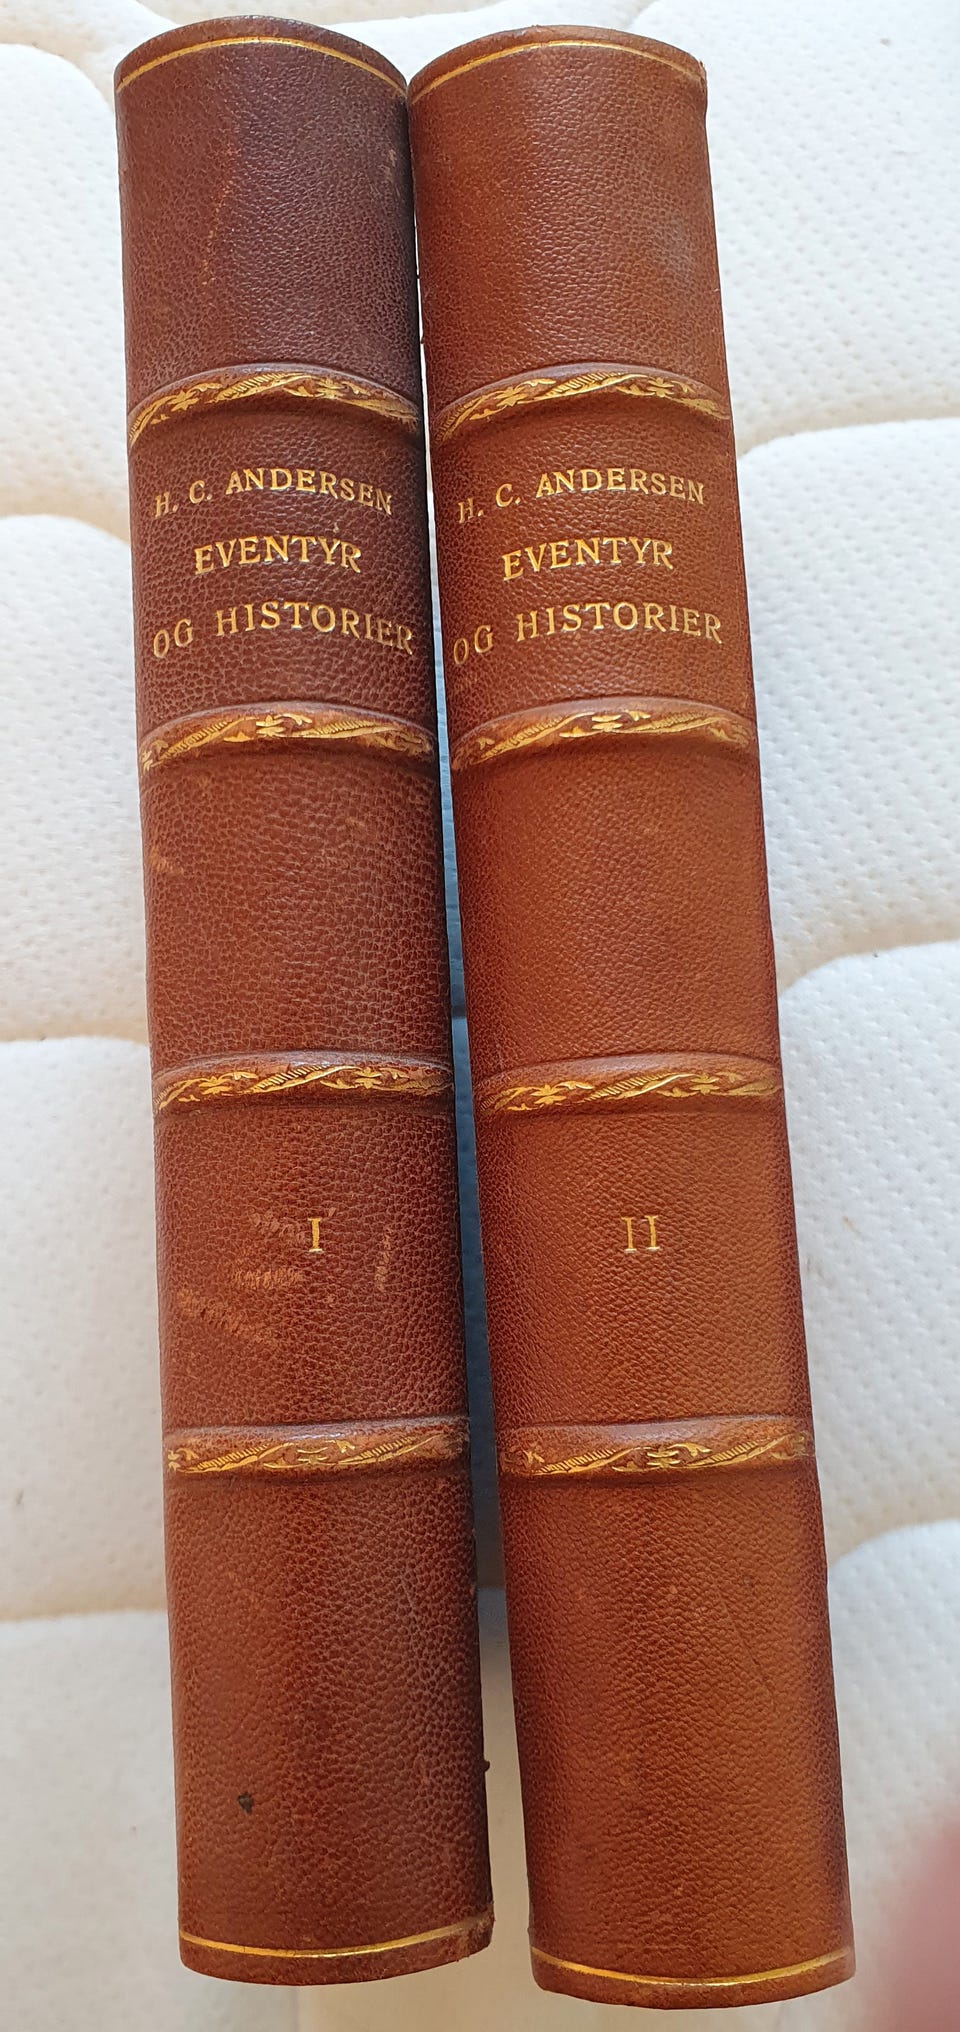 H. C. ANDERSEN
EVENTYR
OG HISTORIER
I
H. C. ANDERSEN
EVENTYR
OG HISTORIER
II